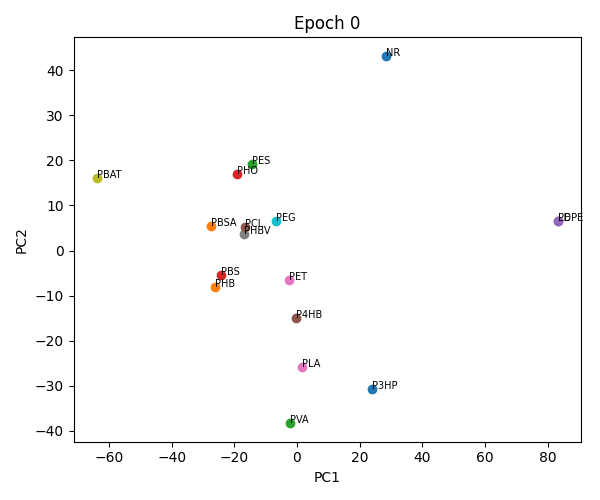 Epoch 0
NR
PES
PHO
PBAT
PBSA
PCL
PHBV
PEG
PBS
PHB
PET
P4HB
PLA
P3HP
PVA
40
30
20
10
0
−10
−20
−30
−40
PC2
−60
−40
−20
0
20
40
60
80
PC1